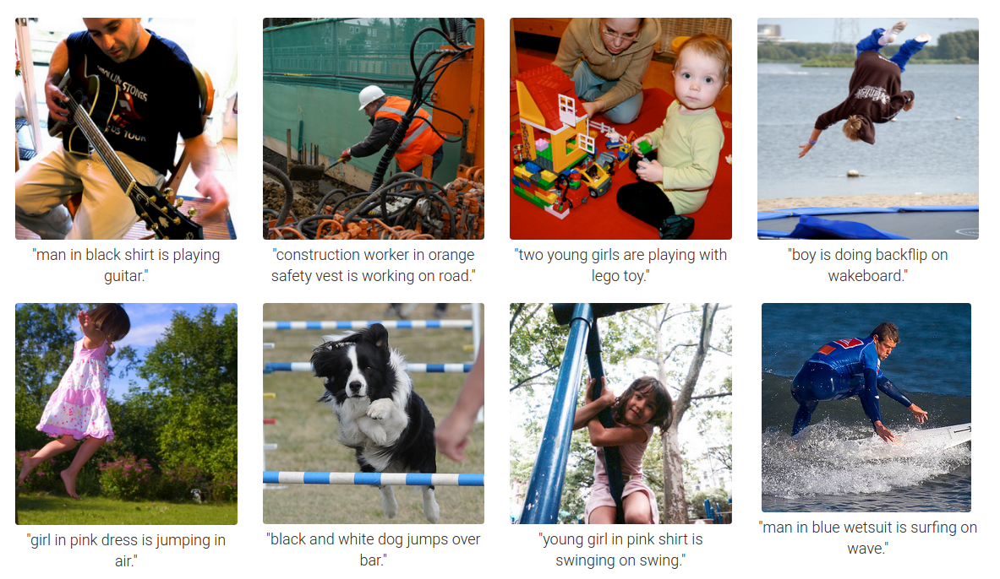 "man in black shirt is playing
guitar."
"construction worker in orange
safety vest is working on road."
"two young girls are playing with
lego toy."
"boy is doing backflip on
wakeboard."
"girl in pink dress is jumping in
air."
"black and white dog jumps over
bar."
"young girl in pink shirt is
swinging on swing."
"man in blue wetsuit is surfing on
wave."